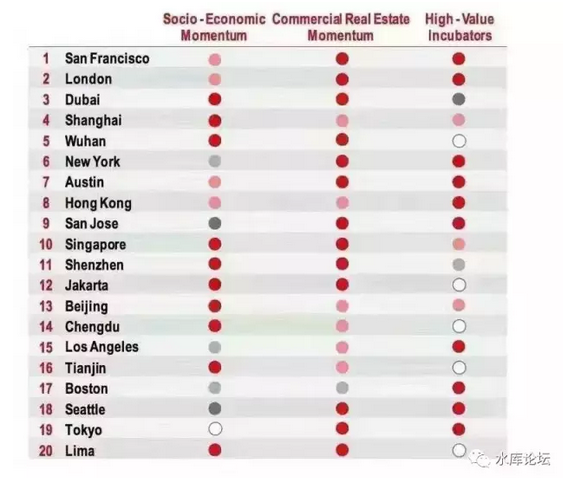 Socio-Economic Momentum Commercial Real Estate Momentum High-Value Incubators
1 San Francisco
2 London
3 Dubai
4 Shanghai
5 Wuhan
6 New York
7 Austin
8 Hong Kong
9 San Jose
10 Singapore
11 Shenzhen
12 Jakarta
13 Beijing
14 Chengdu
15 Los Angeles
16 Tianjin
17 Boston
18 Seattle
19 Tokyo
20 Lima
水库论坛